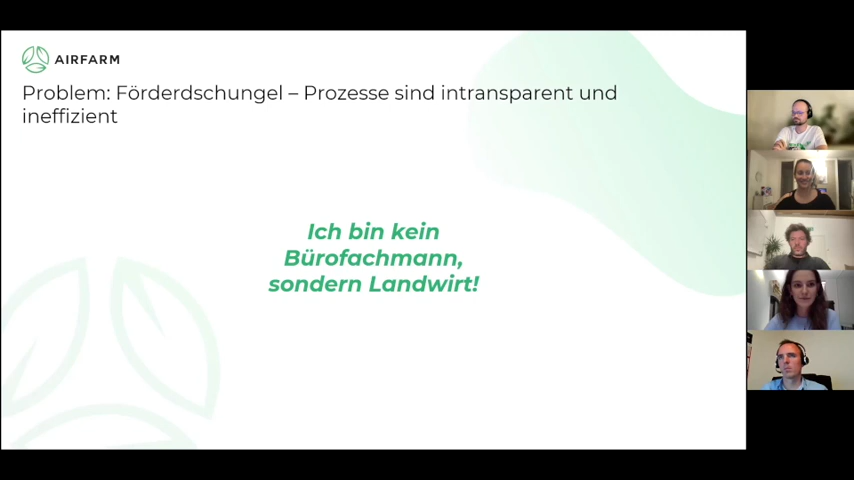 AIRFARM
Problem: Förderdschungel – Prozesse sind intransparent und
ineffizient
Ich bin kein
Bürofachmann,
sondern Landwirt!